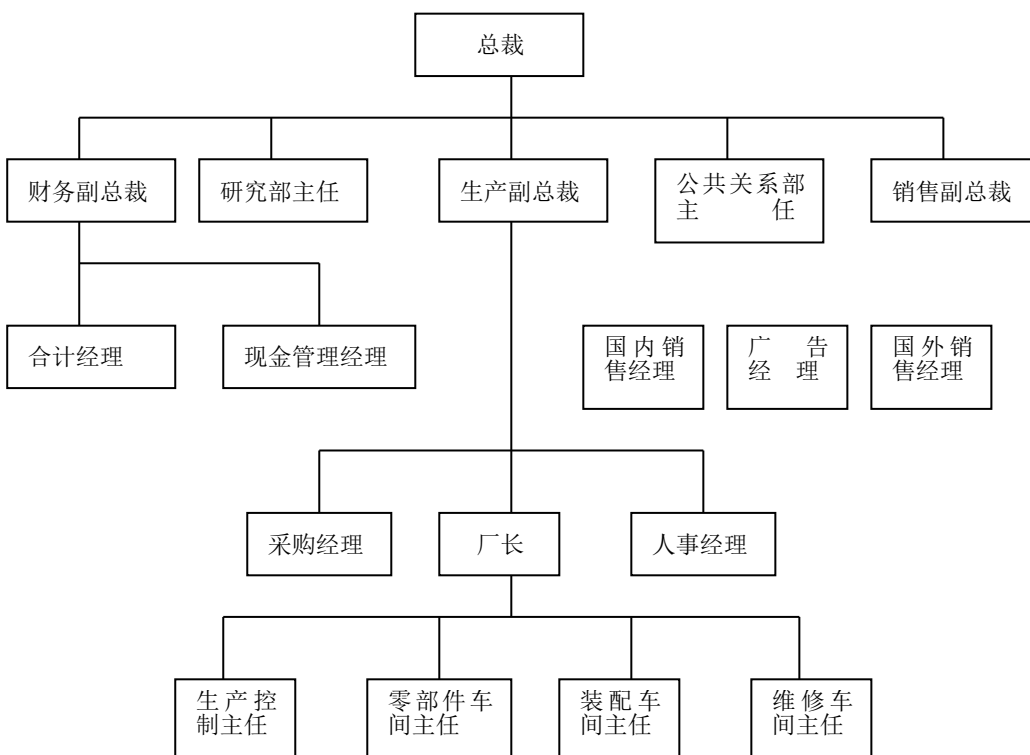 总裁
财务副总裁
研究部主任
生产副总裁
公共关系部
主任
销售副总裁
合计经理
现金管理经理
国内销
售经理
广告
经理
国外销
售经理
采购经理
厂长
人事经理
生产控
制主任
零部件车
间主任
装配车
间主任
维修车
间主任